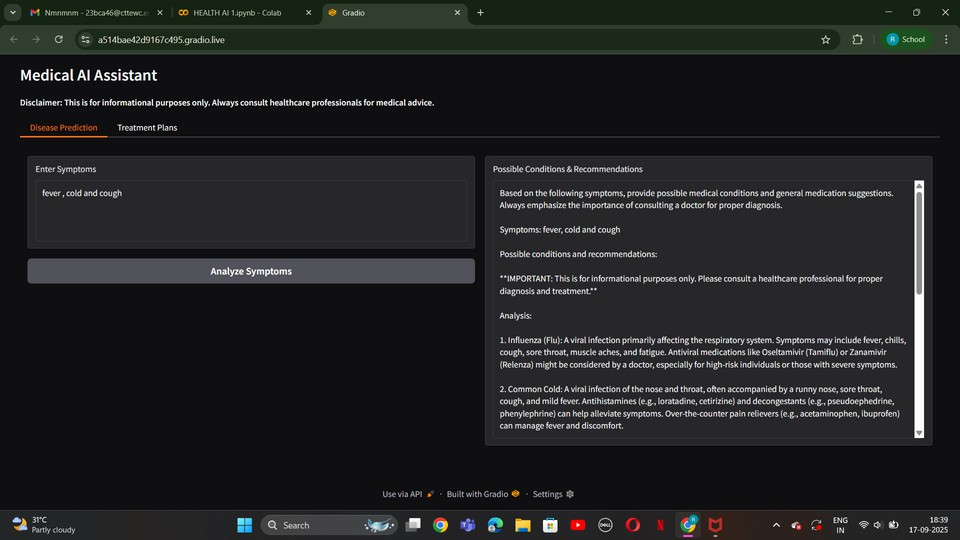 Nmnmnm - 23bca46@cttewc.e
HEALTH AI 1.ipynb - Colab
Gradio
a514bae42d9167c495.gradio.live
R
School
Medical AI Assistant
Disclaimer: This is for informational purposes only. Always consult healthcare professionals for medical advice.
Disease Prediction
Treatment Plans
Enter Symptoms
fever , cold and cough
Analyze Symptoms
Possible Conditions & Recommendations
Based on the following symptoms, provide possible medical conditions and general medication suggestions.
Always emphasize the importance of consulting a doctor for proper diagnosis.
Symptoms: fever, cold and cough
Possible conditions and recommendations:
**IMPORTANT: This is for informational purposes only. Please consult a healthcare professional for proper
diagnosis and treatment.**
Analysis:
1. Influenza (Flu): A viral infection primarily affecting the respiratory system. Symptoms may include fever, chills,
cough, sore throat, muscle aches, and fatigue. Antiviral medications like Oseltamivir (Tamiflu) or Zanamivir
(Relenza) might be considered by a doctor, especially for high-risk individuals or those with severe symptoms.
2. Common Cold: A viral infection of the nose and throat, often accompanied by a runny nose, sore throat,
cough, and mild fever. Antihistamines (e.g., loratadine, cetirizine) and decongestants (e.g., pseudoephedrine,
phenylephrine) can help alleviate symptoms. Over-the-counter pain relievers (e.g., acetaminophen, ibuprofen)
can manage fever and discomfort.
Use via API · Built with Gradio · Settings
31°C
Partly cloudy
Search
DELL
ENG
IN
18:39
17-09-2025